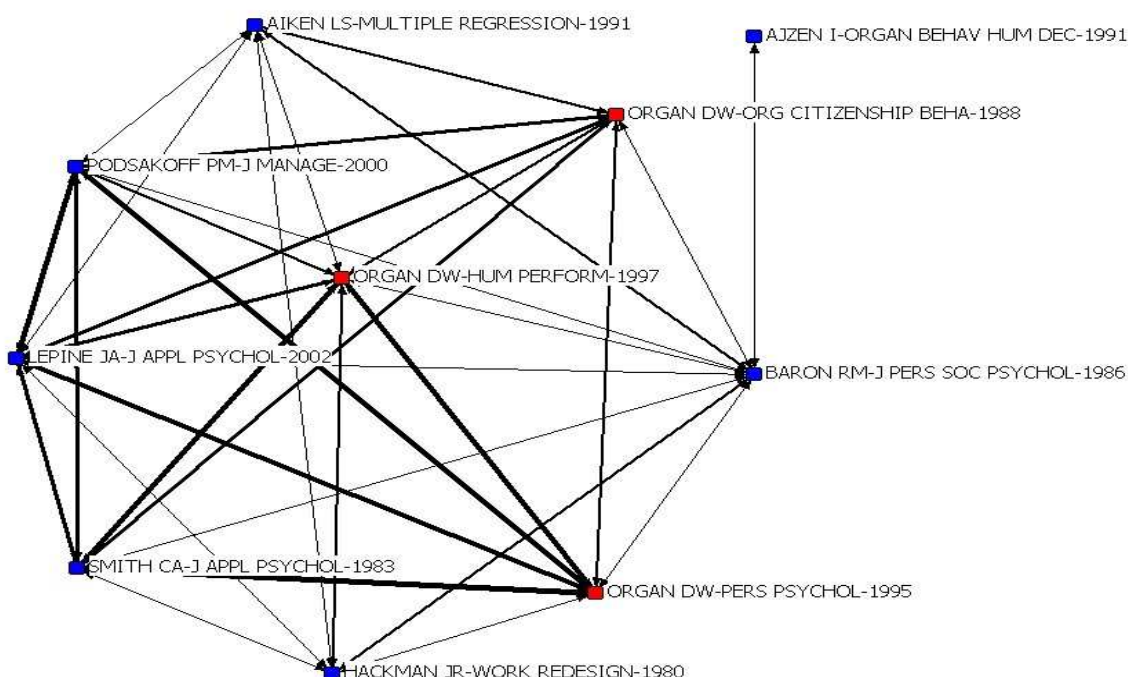 AIKEN LS-MULTIPLE REGRESSION-1991
AJZEN I-ORGAN BEHAV HUM DEC-1991
ORGAN DW-ORG CITIZENSHIP BEHA-1988
PODSAKOFF PM-J MANAGE-2000
ORGAN DW-HUM PERFORM-1997
LEPINE JA-J APPL PSYCHOL-2002
BARON RM-J PERS SOC PSYCHOL-1986
SMITH CA-J APPL PSYCHOL-1983
ORGAN DW-PERS PSYCHOL-1995
HACKMAN JR-WORK REDESIGN-1980